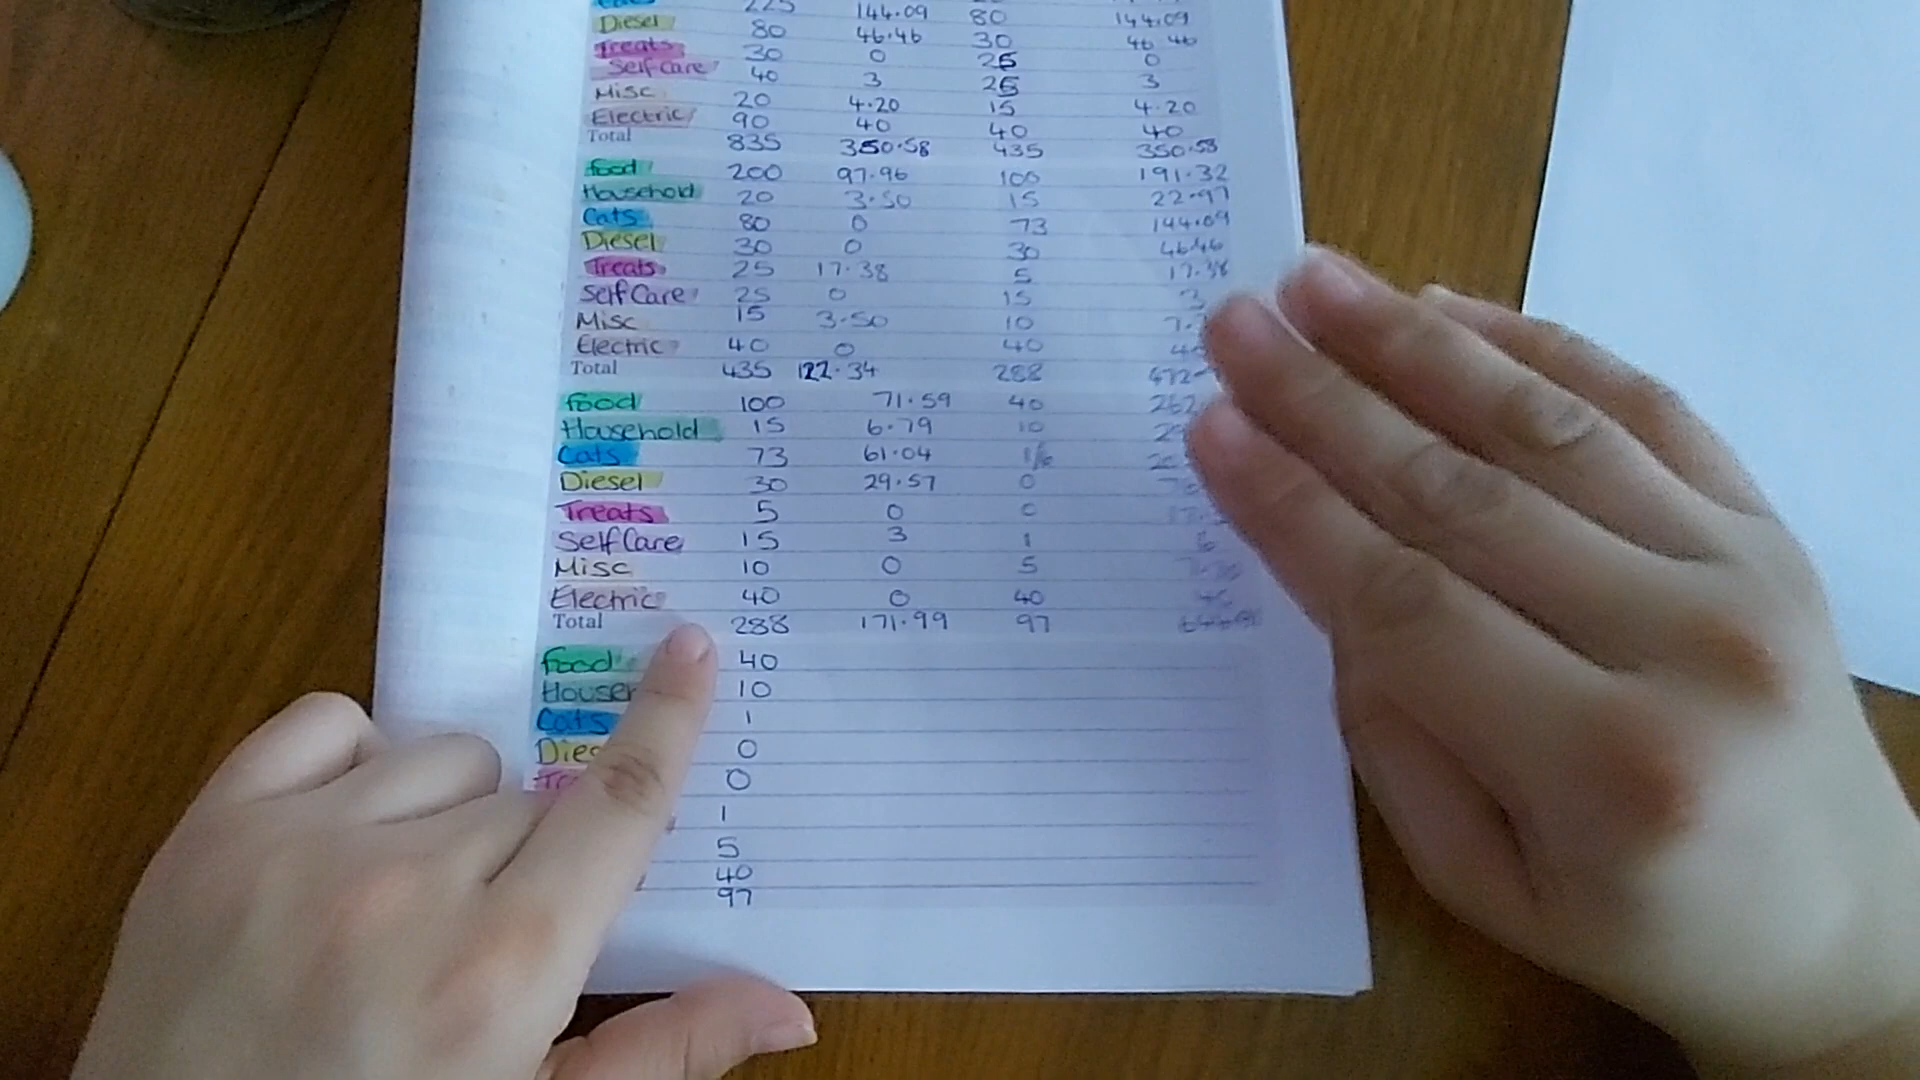 225 144.09 80 144.09
Diesel 80 46.46 30 46.46
Treats 30 0 25 0
Self Care 40 3 25 3
Misc 20 4.20 15 4.20
Electric 90 40 40 40
Total 835 350.58 435 350.58
Food 200 97.96 100 191.32
Household 20 3.50 15 22.97
Cats 80 0 73 144.09
Diesel 30 0 30 46.46
Treats 25 17.38 5 17.38
Self Care 25 0 15 3
Misc 15 3.50 10
Electric 40 0 40
Total 435 122.34 288
Food 100 71.59 40
Household 15 6.79 10
Cats 73 61.04
Diesel 30 29.57 0
Treats 5 0 0
Self Care 15 3 1
Misc 10 0 5
Electric 40 0 40
Total 288 171.99 97
Food 40
10
Cats 1
0
0
1
5
40
97